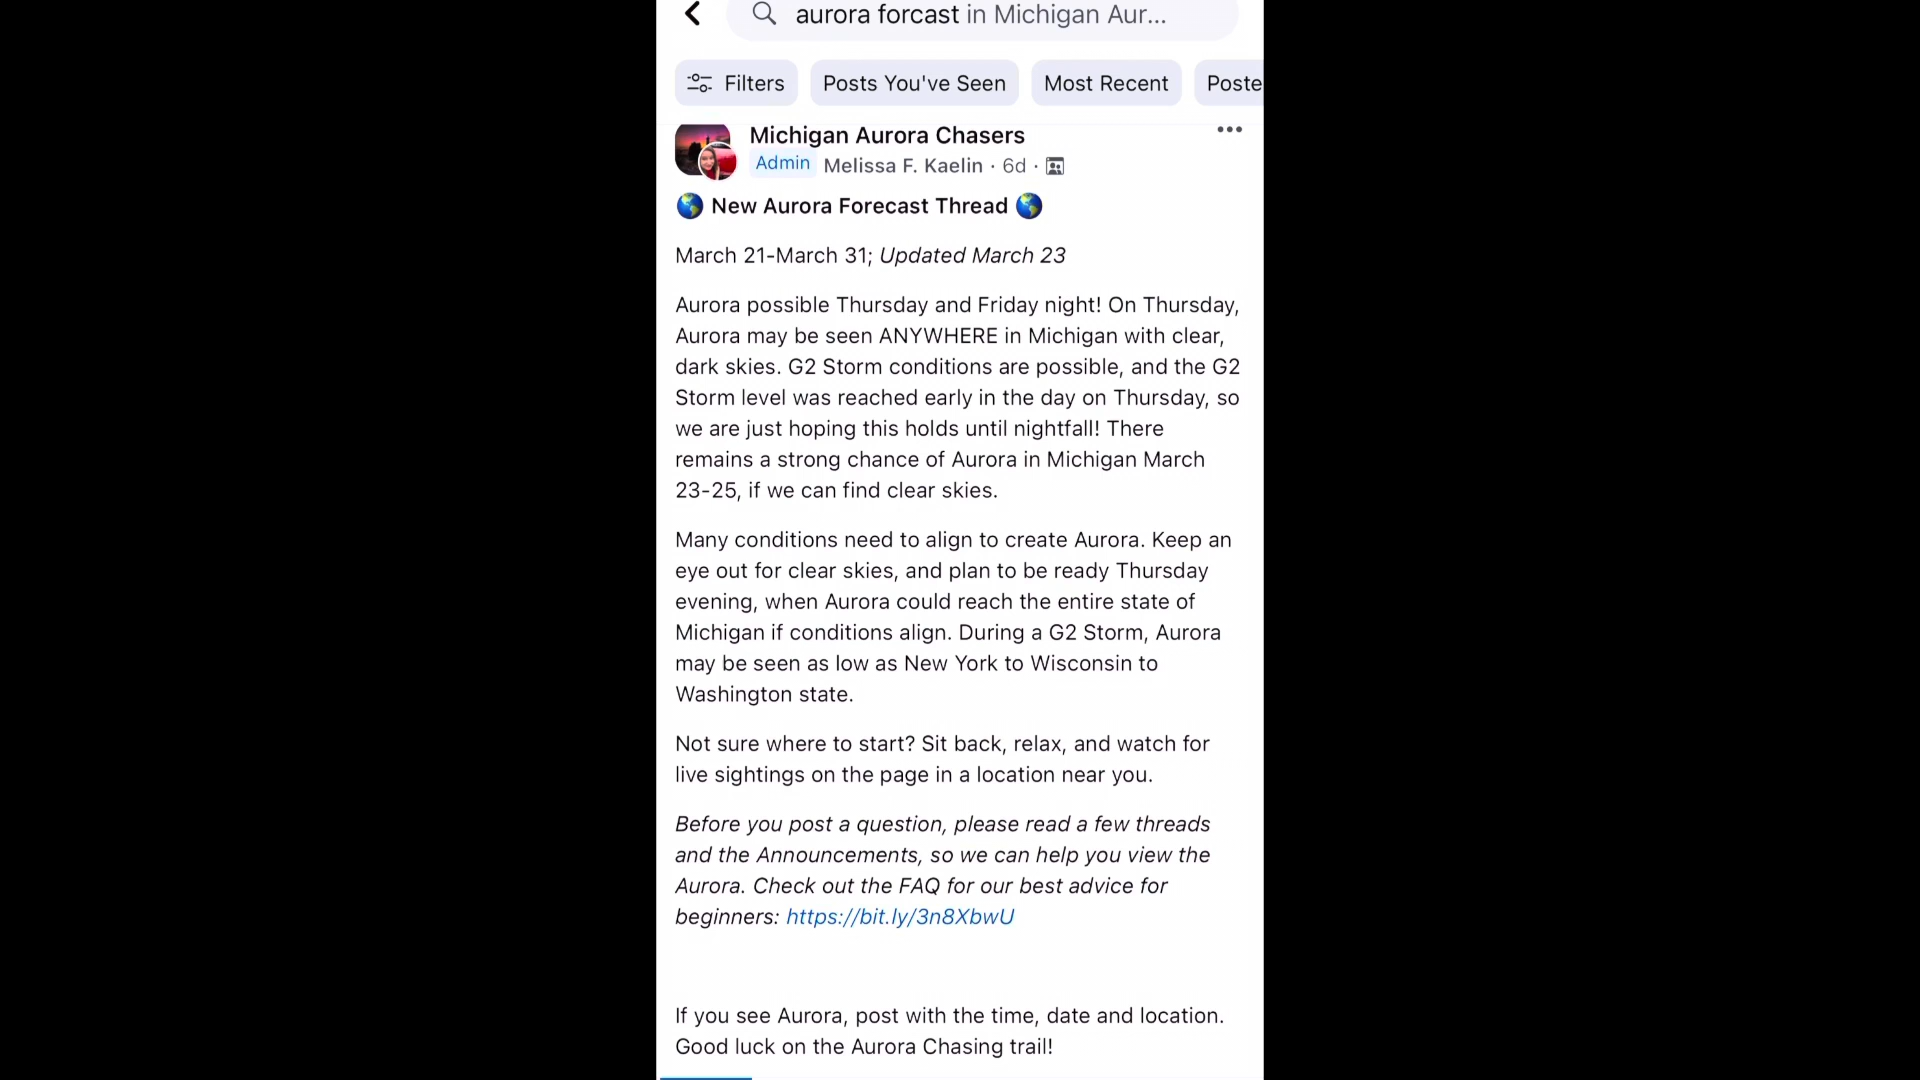 aurora forcast in Michigan Aur...
Filters
Posts You've Seen
Most Recent
Poste
Michigan Aurora Chasers
Admin Melissa F. Kaelin · 6d ·
🌎 New Aurora Forecast Thread 🌎
March 21-March 31; Updated March 23
Aurora possible Thursday and Friday night! On Thursday,
Aurora may be seen ANYWHERE in Michigan with clear,
dark skies. G2 Storm conditions are possible, and the G2
Storm level was reached early in the day on Thursday, so
we are just hoping this holds until nightfall! There
remains a strong chance of Aurora in Michigan March
23-25, if we can find clear skies.
Many conditions need to align to create Aurora. Keep an
eye out for clear skies, and plan to be ready Thursday
evening, when Aurora could reach the entire state of
Michigan if conditions align. During a G2 Storm, Aurora
may be seen as low as New York to Wisconsin to
Washington state.
Not sure where to start? Sit back, relax, and watch for
live sightings on the page in a location near you.
Before you post a question, please read a few threads
and the Announcements, so we can help you view the
Aurora. Check out the FAQ for our best advice for
beginners: https://bit.ly/3n8XbwU
If you see Aurora, post with the time, date and location.
Good luck on the Aurora Chasing trail!